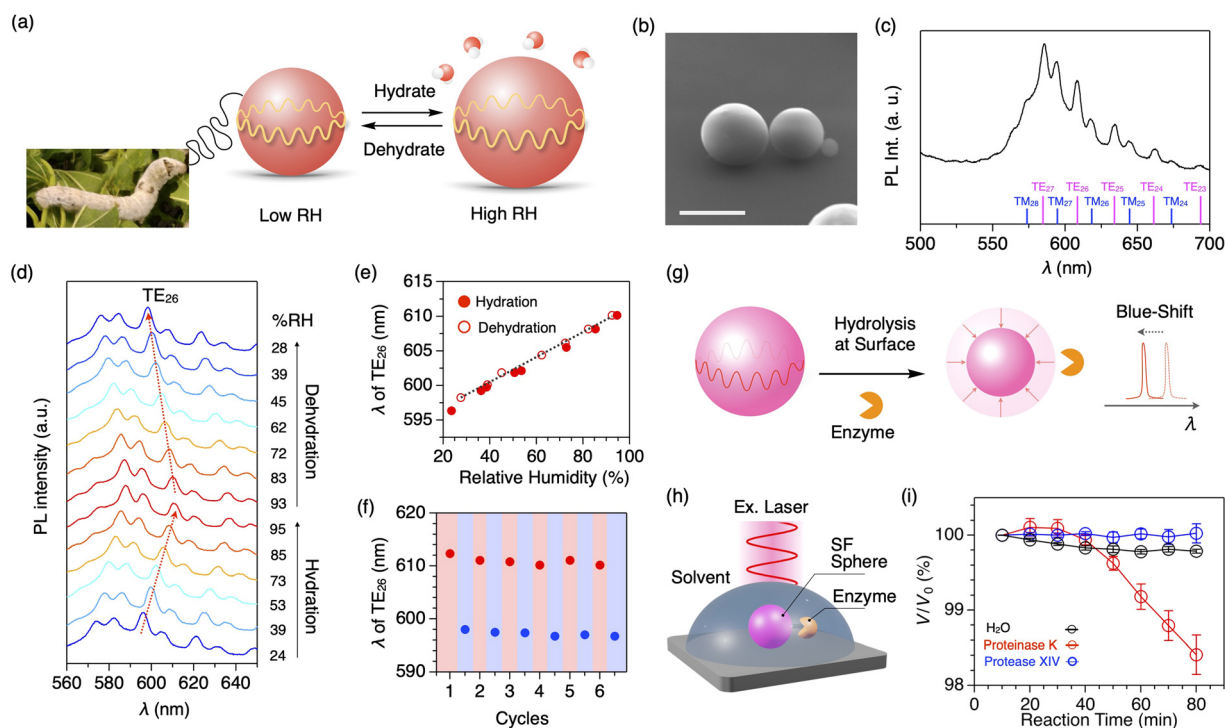 (a)
Hydrate
Dehydrate
Low RH
High RH
(b)
(c)
PL Int. (a. u.)
TE27
TE26
TE25
TE24
TE23
TM28
TM27
TM26
TM25
TM24
500
550
600
650
700
λ (nm)
(d)
TE26
%RH
28
39
45
62
72
83
93
95
85
73
53
39
24
Dehydration
Hydration
PL intensity (a.u.)
560
580
600
620
640
λ (nm)
(e)
λ of TE26 (nm)
610
615
605
600
595
Hydration
Dehydration
20
40
60
80
100
Relative Humidity (%)
(f)
λ of TE26 (nm)
620
610
600
590
1
2
3
4
5
6
Cycles
(g)
Hydrolysis
at Surface
Enzyme
Blue-Shift
λ
(h)
Ex. Laser
SF
Sphere
Solvent
Enzyme
(i)
V/V0 (%)
100
99
98
H2O
Proteinase K
Protease XIV
0
20
40
60
80
Reaction Time (min)